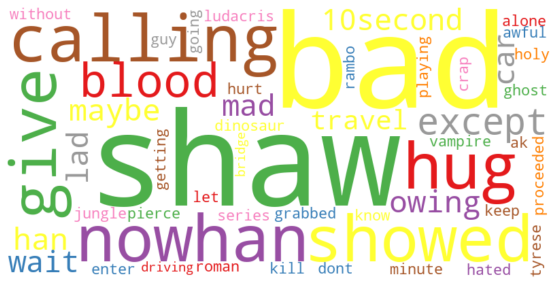 without calling guy going ludacris bad 10second playing crap car alone awful holy ghost
give blood hurt rambo
maybe mad travel except
lad getting dinosaur bridge vampire ak proceeded
shaw hug
jungle pierce let series grabbed owing know keep
han nowhan showed tyrese
wait enter driving roman kill dont minute hated